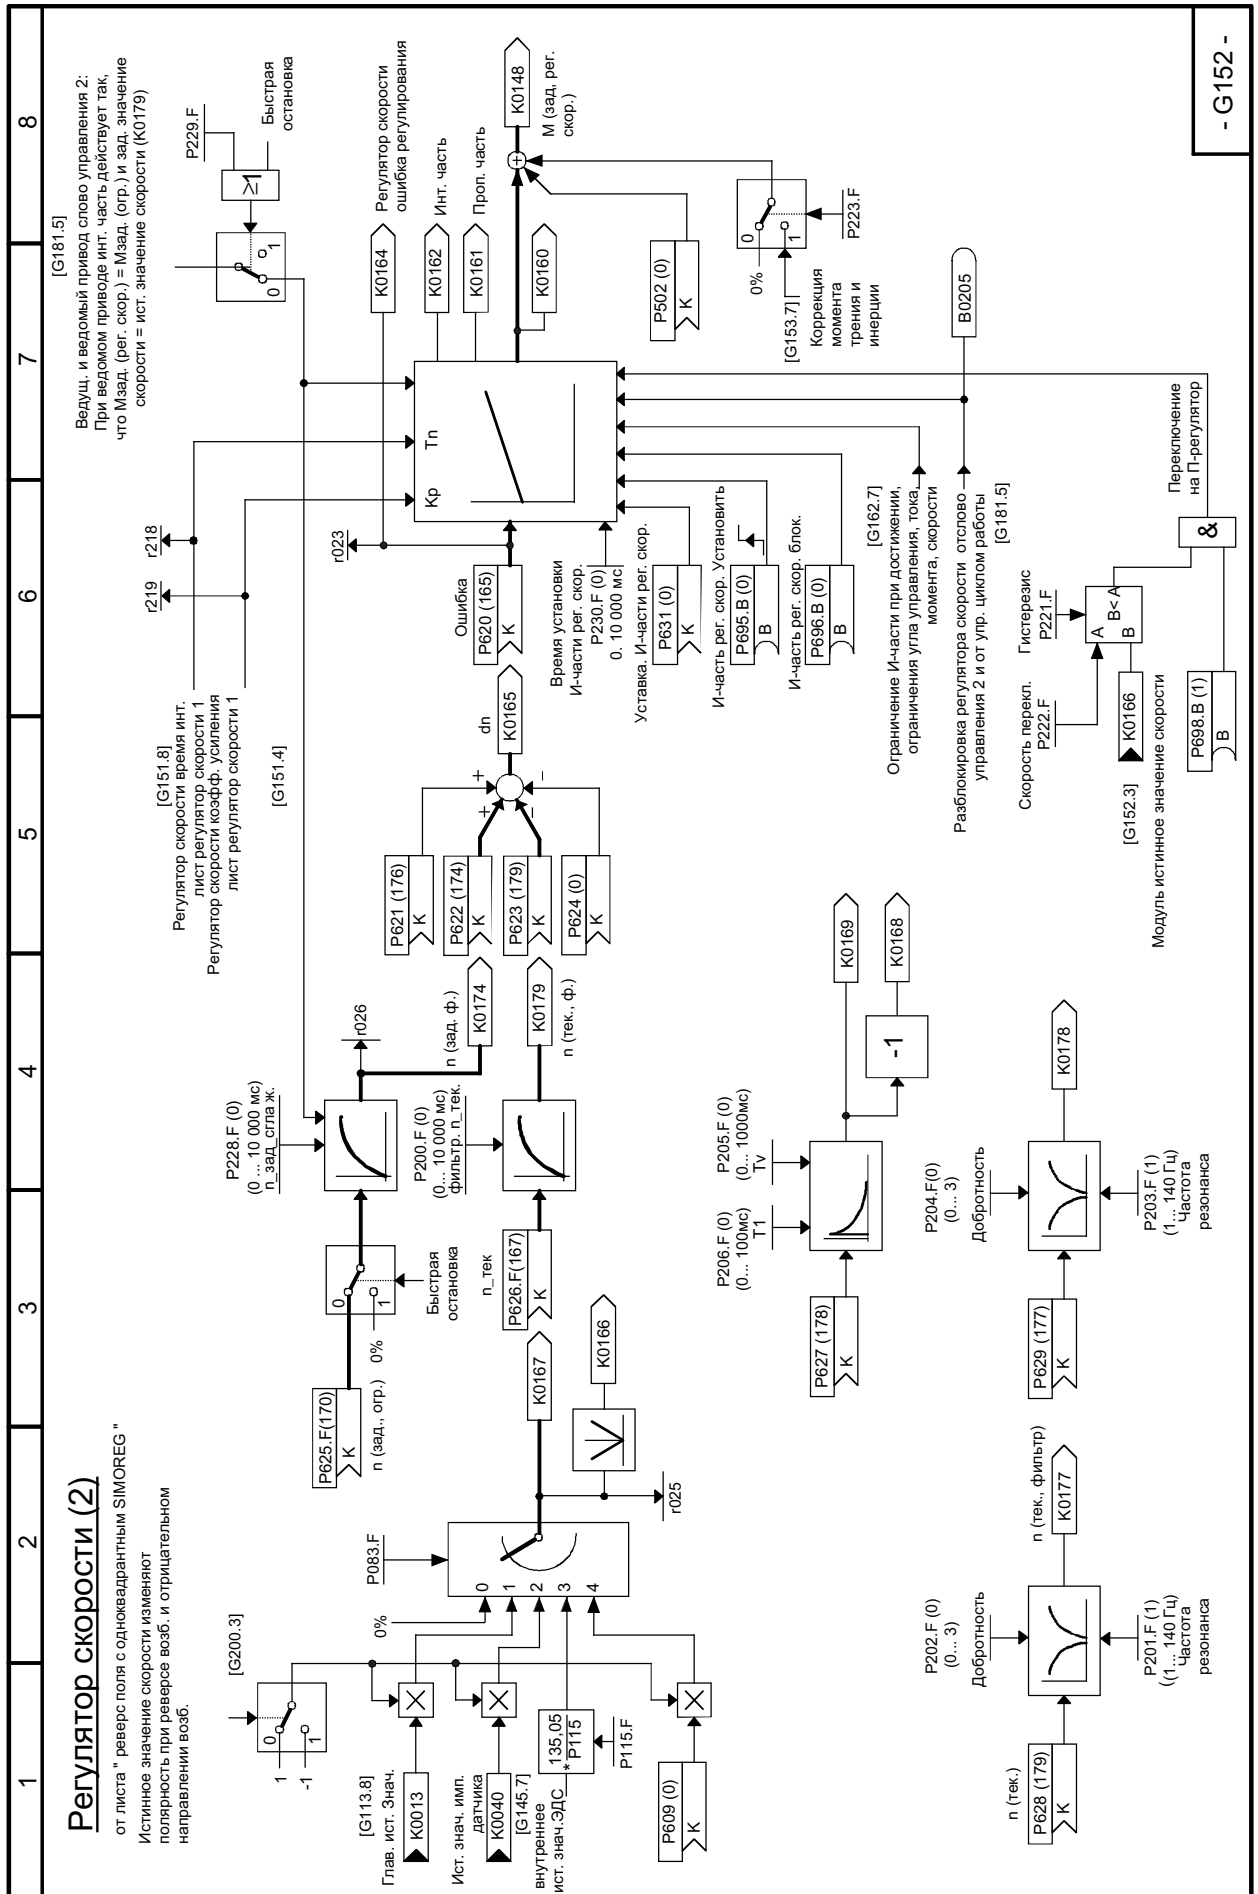 1
2
3
4
5
6
7
8
Регулятор скорости (2)
от листа " реверс поля с одноквадрантным SIMOREG "
Истинное значение скорости изменяют
полярность при реверсе возб. и отрицательном
направлении возб.
[G200.3]
0
1
1
-1
[G113.8]
Глав. ист. Знач.
K0013
Ист. знач. имп.
датчика
K0040
[G145.7]
внутреннее
ист. знач.ЭДС
* 135,05
P115
P115.F
P609 (0)
K
0%
P083.F
0
1
2
3
4
r025
K0167
K0166
P625.F(170)
K
n (зад., огр.)
0%
0
1
Быстрая
остановка
P228.F (0)
(0 ... 10 000 мс)
n_зад_сгла ж.
r026
n (зад. ф.)
K0174
n_тек
P626.F(167)
K
P200.F (0)
(0... 10 000 мс)
фильтр. n_тек.
K0179
n (тек., ф.)
P621 (176)
K
P622 (174)
K
P623 (179)
K
P624 (0)
K
+
+
–
–
dn
K0165
[G151.8]
Регулятор скорости время инт.
лист регулятор скорости 1
Регулятор скорости коэфф. усиления
лист регулятор скорости 1
[G151.4]
r219
r218
Ошибка
P620 (165)
K
r023
Время установки
И-части рег. скор.
P230.F (0)
0. 10 000 мс
Уставка. И-части рег. скор.
P631 (0)
K
И-часть рег. скор. Установить
P695.B (0)
B
И-часть рег. скор. блок.
P696.B (0)
B
Kp
Tn
[G162.7]
Ограничение И-части при достижении,
ограничения угла управления, тока,
момента, скорости
Разблокировка регулятора скорости отслово
управления 2 и от упр. циклом работы
[G181.5]
B0205
Скорость перекл.
P222.F
Гистерезис
P221.F
A
B< A
B
K0166
[G152.3]
Модуль истинное значение скорости
P698.B (1)
B
&
Переключение
на П-регулятор
[G181.5]
Ведущ. и ведомый привод слово управления 2:
При ведомом приводе инт. часть действует так,
что Mзад. (рег. скор.) = Mзад. (огр.) и зад. значение
скорости = ист. значение скорости (K0179)
P229.F
≥1
Быстрая
остановка
0
1
K0164
Регулятор скорости
ошибка регулирования
K0162
Инт. часть
K0161
Проп. часть
K0160
+
K0148
M (зад, рег.
скор.)
P502 (0)
K
0%
0
1
P223.F
[G153.7]
Коррекция
момента
трения и
инерции
n (тек.)
P628 (179)
K
P202.F (0)
(0... 3)
Добротность
P201.F (1)
((1... 140 Гц)
Частота
резонанса
n (тек., фильтр)
K0177
P627 (178)
K
P206.F (0)
(0... 100мс)
T1
P205.F (0)
(0... 1000мс)
Tv
K0169
-1
K0168
P629 (177)
K
P204.F(0)
(0... 3)
Добротность
P203.F (1)
(1... 140 Гц)
Частота
резонанса
K0178
- G152 -